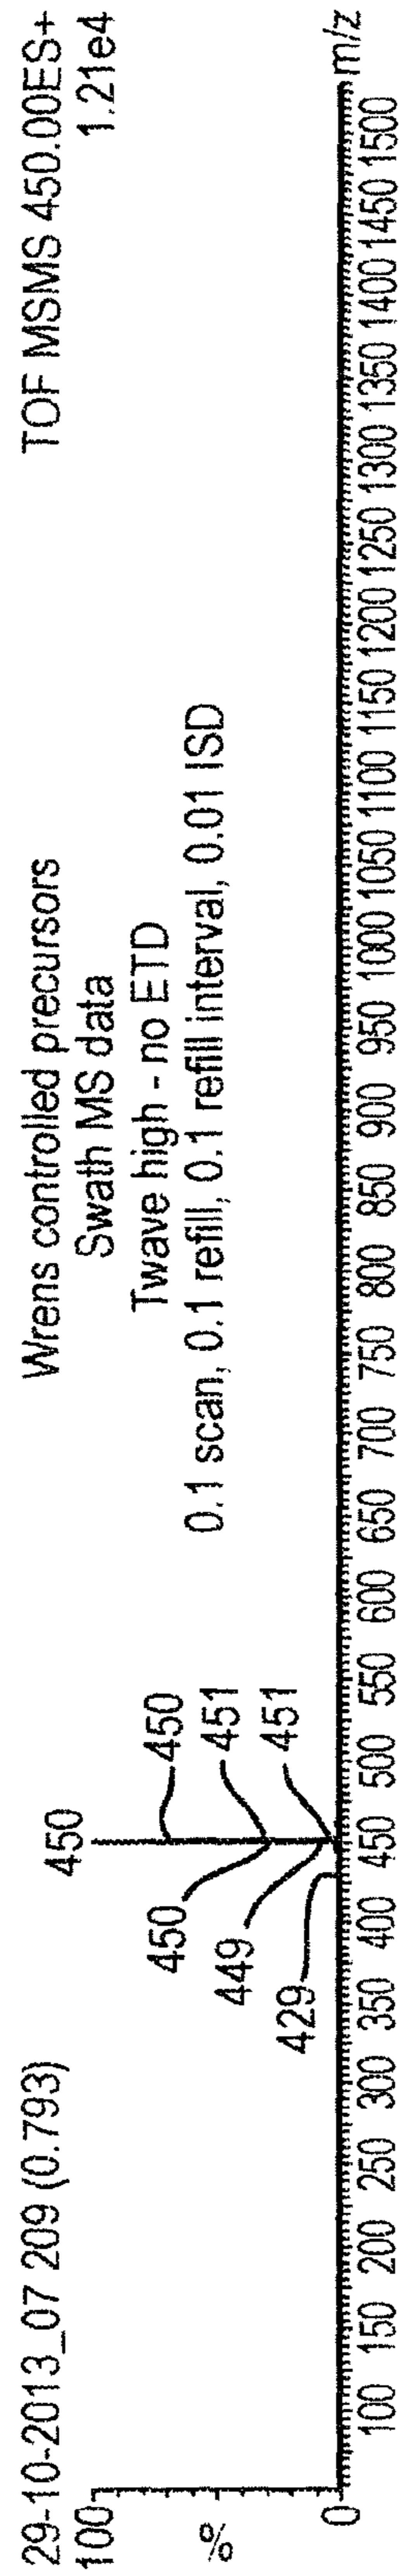 29-10-2013_07 209 (0.793)
Wrens controlled precursors
TOF MSMS 450.00ES+
Swath MS data
1.21e4
Twave high - no ETD
0.1 scan, 0.1 refill, 0.1 refill interval, 0.01 ISD
100
%
0
450
450
450
451
449
451
429
100 150 200 250 300 350 400 450 500 550 600 650 700 750 800 850 900 950 1000 1050 1100 1150 1200 1250 1300 1350 1400 1450 1500
m/z